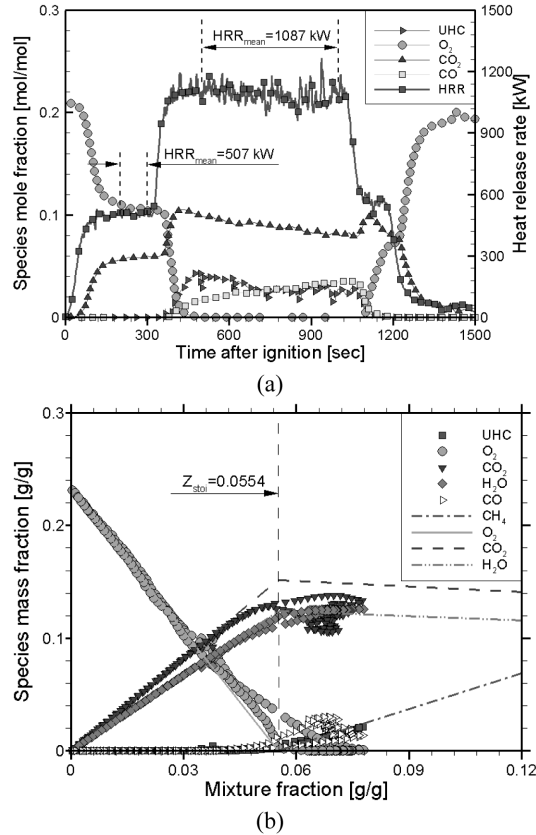 (a)
0.3
0.2
0.1
0
1500
1200
900
600
300
0
Species mole fraction [mol/mol]
Heat release rate [kW]
HRR_mean=1087 kW
HRR_mean=507 kW
UHC
O₂
CO₂
CO
HRR
0 300 600 900 1200 1500
Time after ignition [sec]
(a)
0.3
0.2
0.1
0
Species mass fraction [g/g]
Z_stoi=0.0554
UHC
O₂
CO₂
H₂O
CO
CH₄
O₂
CO₂
H₂O
0 0.03 0.06 0.09 0.12
Mixture fraction [g/g]
(b)